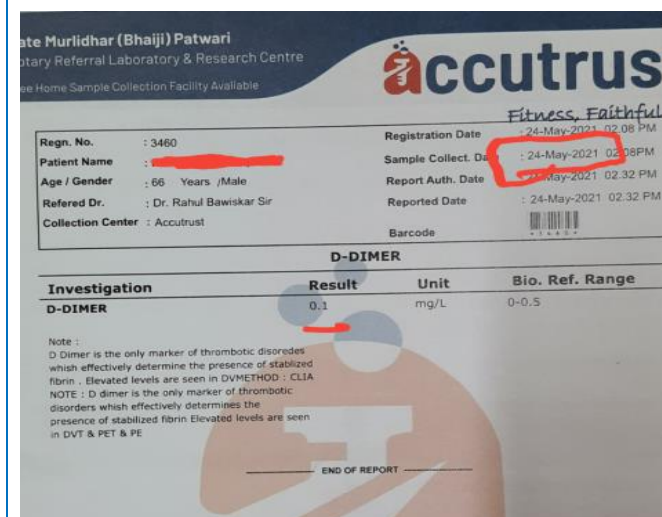 ate Murlidhar (Bhaiji) Patwari
otary Referral Laboratory & Research Centre
ee Home Sample Collection Facility Available
accutrus
Fitness, Faithful
Regn. No. : 3460
Patient Name :
Age / Gender : 66 Years /Male
Refered Dr. : Dr. Rahul Bawiskar Sir
Collection Center : Accutrust
Registration Date : 24-May-2021 02.08 PM
Sample Collect. Da : 24-May-2021 02.08PM
Report Auth. Date : 24-May-2021 02.32 PM
Reported Date : 24-May-2021 02.32 PM
Barcode
*3460*
D-DIMER
Investigation Result Unit Bio. Ref. Range
D-DIMER 0.1 mg/L 0-0.5
Note :
D Dimer is the only marker of thrombotic disoredes
whish effectively determine the presence of stablized
fibrin . Elevated levels are seen in DVMETHOD : CLIA
NOTE : D dimer is the only marker of thrombotic
disorders whish effectively determines the
presence of stabilized fibrin Elevated levels are seen
in DVT & PET & PE
END OF REPORT